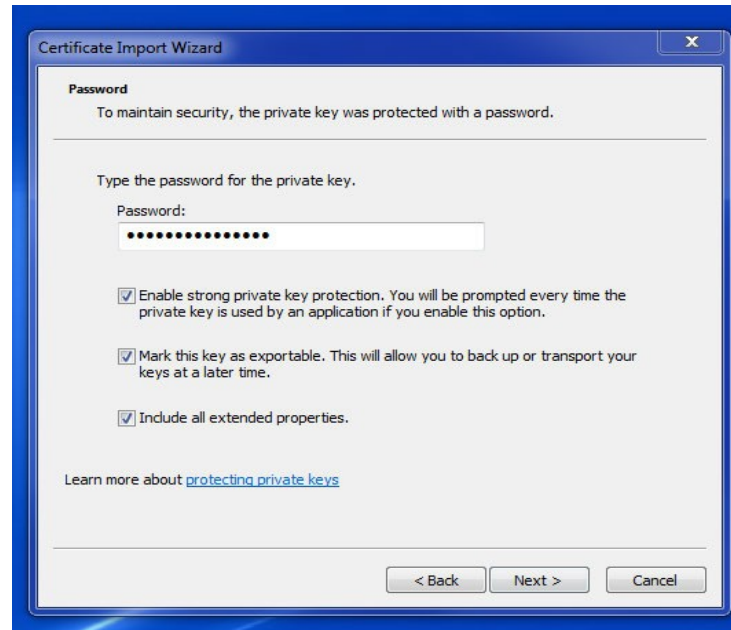 Certificate Import Wizard
Password
To maintain security, the private key was protected with a password.
Type the password for the private key.
Password:
•••••••••••••••
Enable strong private key protection. You will be prompted every time the
private key is used by an application if you enable this option.
Mark this key as exportable. This will allow you to back up or transport your
keys at a later time.
Include all extended properties.
Learn more about protecting private keys
< Back Next > Cancel